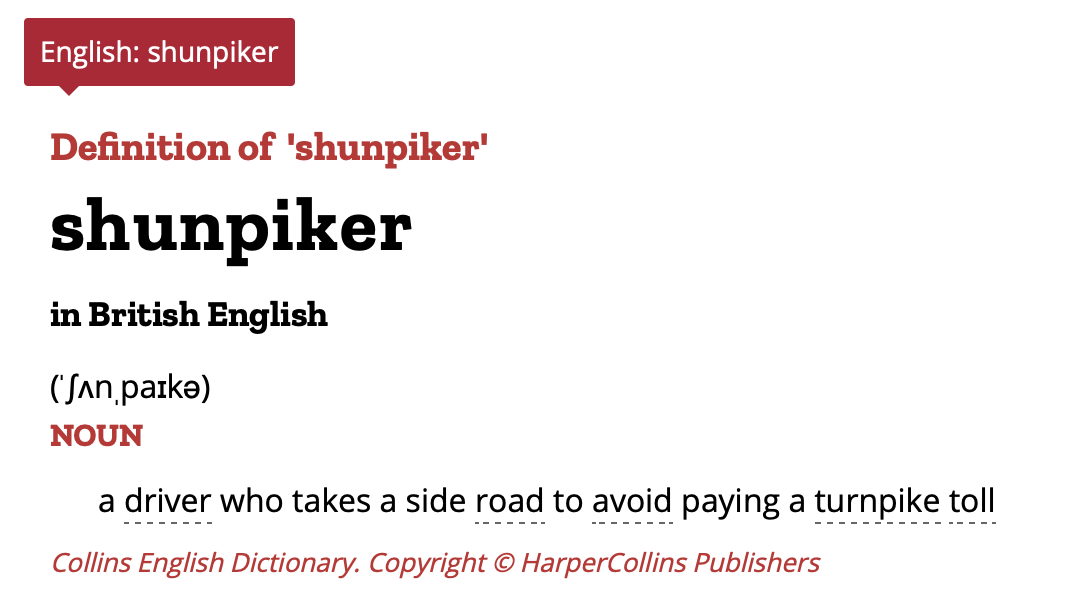 English: shunpiker
Definition of 'shunpiker'
shunpiker
in British English
(ˈʃʌnˌpaɪkə)
NOUN
a driver who takes a side road to avoid paying a turnpike toll
Collins English Dictionary. Copyright © HarperCollins Publishers